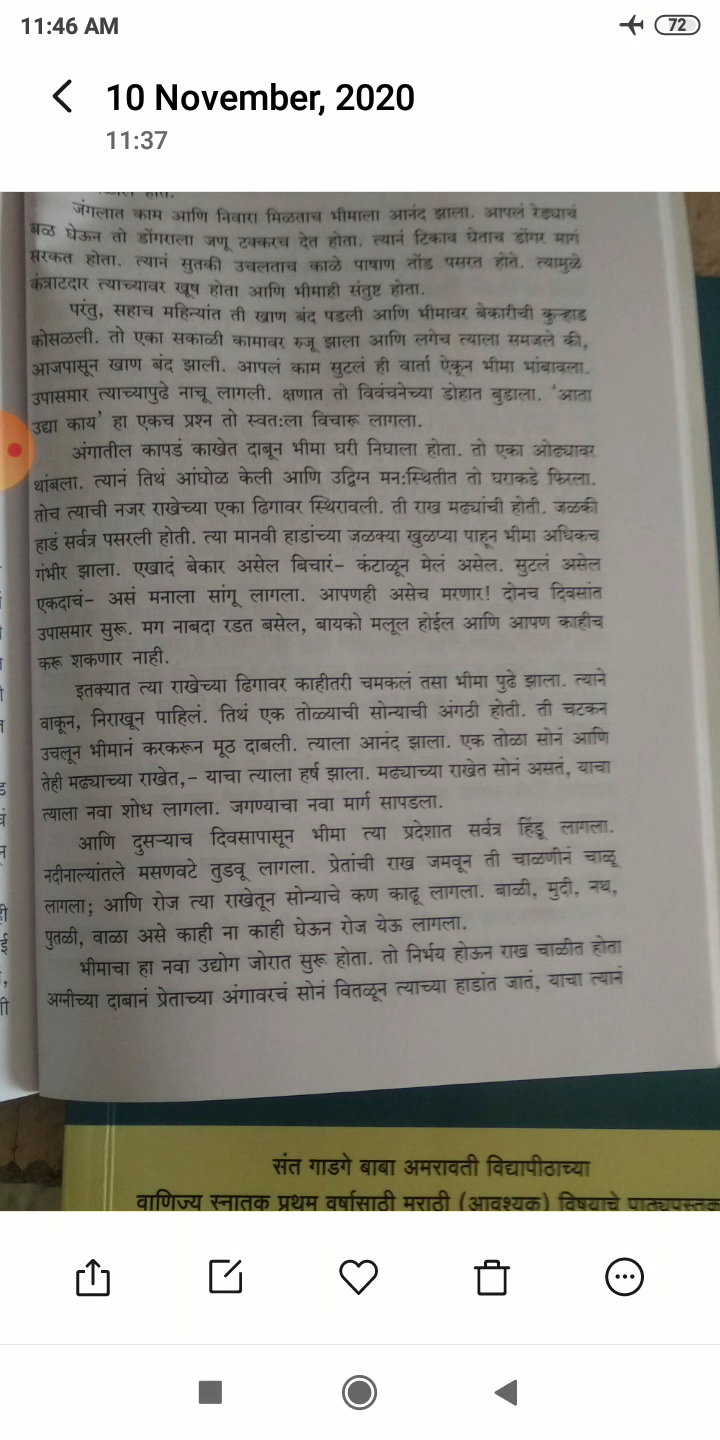 11:46 AM
72
10 November, 2020
11:37
जंगलात काम आणि निवारा मिळताच भीमाला आनंद झाला. आपलं रेड्याचं
बळ घेऊन तो डोंगराला जणू टक्करच देत होता. त्यानं टिकाव घेताच डोंगर मागं
सरकत होता. त्यानं सुतकी उचलताच काळे पाषाण तोंड पसरत होते. त्यामुळे
कंत्राटदार त्याच्यावर खूष होता आणि भीमाही संतुष्ट होता.
परंतु, सहाच महिन्यांत ती खाण बंद पडली आणि भीमावर बेकारीची कुऱ्हाड
कोसळली. तो एका सकाळी कामावर रुजू झाला आणि लगेच त्याला समजले की,
आजपासून खाण बंद झाली. आपलं काम सुटलं ही वार्ता ऐकून भीमा भांबावला.
उपासमार त्याच्यापुढे नाचू लागली. क्षणात तो विवंचनेच्या डोहात बुडाला. ‘आता
उद्या काय’ हा एकच प्रश्न तो स्वतःला विचारू लागला.
अंगातील कापडं काखेत दाबून भीमा घरी निघाला होता. तो एका ओढ्यावर
थांबला. त्यानं तिथं आंघोळ केली आणि उद्विग्न मनःस्थितीत तो घराकडे फिरला.
तोच त्याची नजर राखेच्या एका ढिगावर स्थिरावली. ती राख मढ्यांची होती. जळकी
हाडं सर्वत्र पसरली होती. त्या मानवी हाडांच्या जळक्या खुळप्या पाहून भीमा अधिकच
गंभीर झाला. एखादं बेकार असेल बिचारं– कंटाळून मेलं असेल. सुटलं असेल
एकदाचं– असं मनाला सांगू लागला. आपणही असेच मरणार! दोनच दिवसांत
उपासमार सुरू. मग नाबदा रडत बसेल, बायको मलूल होईल आणि आपण काहीच
करू शकणार नाही.
इतक्यात त्या राखेच्या ढिगावर काहीतरी चमकलं तसा भीमा पुढे झाला. त्याने
वाकून, निराखून पाहिलं. तिथं एक तोळ्याची सोन्याची अंगठी होती. ती चटकन
उचलून भीमानं करकरून मूठ दाबली. त्याला आनंद झाला. एक तोळा सोनं आणि
तेही मढ्याच्या राखेत,– याचा त्याला हर्ष झाला. मढ्याच्या राखेत सोनं असतं, याचा
त्याला नवा शोध लागला. जगण्याचा नवा मार्ग सापडला.
आणि दुसऱ्याच दिवसापासून भीमा त्या प्रदेशात सर्वत्र हिंडू लागला.
नदीनाल्यांतले मसणवटे तुडवू लागला. प्रेतांची राख जमवून ती चाळणीनं चाळू
लागला; आणि रोज त्या राखेतून सोन्याचे कण काढू लागला. बाळी, मुदी, नथ,
पुतळी, वाळा असे काही ना काही घेऊन रोज येऊ लागला.
भीमाचा हा नवा उद्योग जोरात सुरू होता. तो निर्भय होऊन राख चाळीत होता
अग्नीच्या दाबानं प्रेताच्या अंगावरचं सोनं वितळून त्याच्या हाडांत जातं, याचा त्यानं
संत गाडगे बाबा अमरावती विद्यापीठाच्या
वाणिज्य स्नातक प्रथम वर्षासाठी मराठी (आवश्यक) विषयाचे पाठ्यपुस्तक